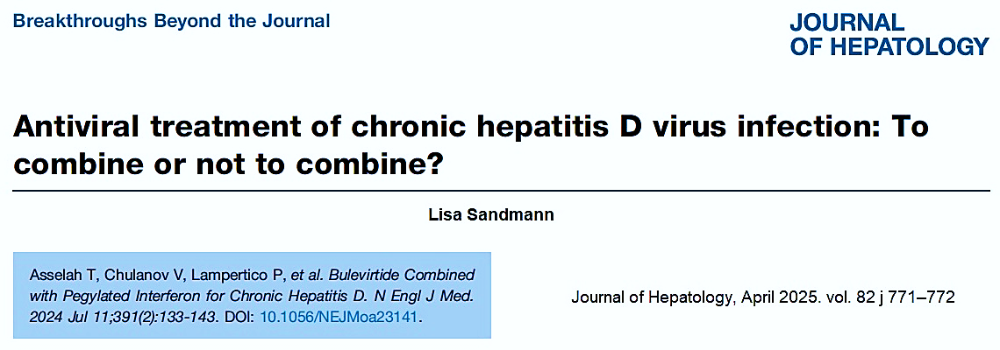 Breakthroughs Beyond the Journal
JOURNAL
OF HEPATOLOGY
Antiviral treatment of chronic hepatitis D virus infection: To
combine or not to combine?
Lisa Sandmann
Asselah T, Chulanov V, Lampertico P, et al. Bulevirtide Combined
with Pegylated Interferon for Chronic Hepatitis D. N Engl J Med.
2024 Jul 11;391(2):133-143. DOI: 10.1056/NEJMoa23141.
Journal of Hepatology, April 2025. vol. 82 j 771–772